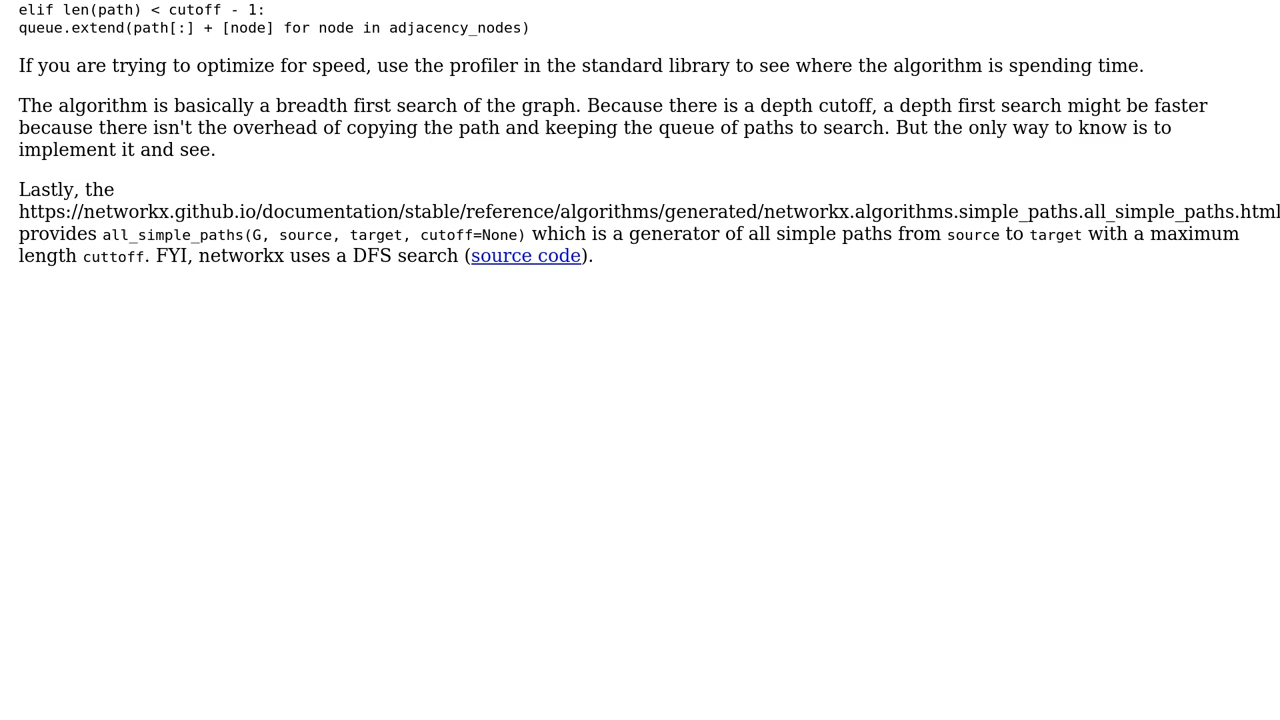 elif len(path) < cutoff - 1:
queue.extend(path[:] + [node] for node in adjacency_nodes)
If you are trying to optimize for speed, use the profiler in the standard library to see where the algorithm is spending time.
The algorithm is basically a breadth first search of the graph. Because there is a depth cutoff, a depth first search might be faster
because there isn't the overhead of copying the path and keeping the queue of paths to search. But the only way to know is to
implement it and see.
Lastly, the
https://networkx.github.io/documentation/stable/reference/algorithms/generated/networkx.algorithms.simple_paths.all_simple_paths.html
provides all_simple_paths(G, source, target, cutoff=None) which is a generator of all simple paths from source to target with a maximum
length cuttoff. FYI, networkx uses a DFS search (source code).